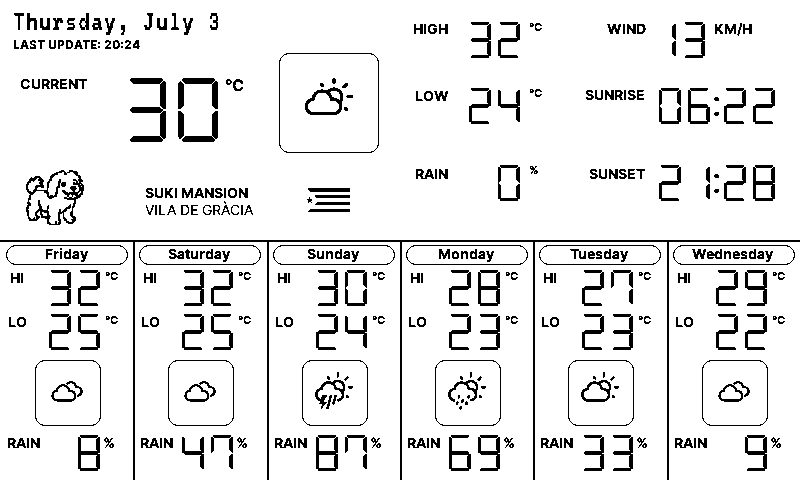 Thursday, July 3
LAST UPDATE: 20:24
CURRENT 30 °C
SUKI MANSION
VILA DE GRÀCIA
HIGH 32 °C
LOW 24 °C
RAIN 0 %
WIND 13 KM/H
SUNRISE 06:22
SUNSET 21:28
Friday
HI 32 °C
LO 25 °C
RAIN 8 %
Saturday
HI 32 °C
LO 25 °C
RAIN 47 %
Sunday
HI 30 °C
LO 24 °C
RAIN 87 %
Monday
HI 28 °C
LO 23 °C
RAIN 69 %
Tuesday
HI 27 °C
LO 23 °C
RAIN 33 %
Wednesday
HI 29 °C
LO 22 °C
RAIN 9 %